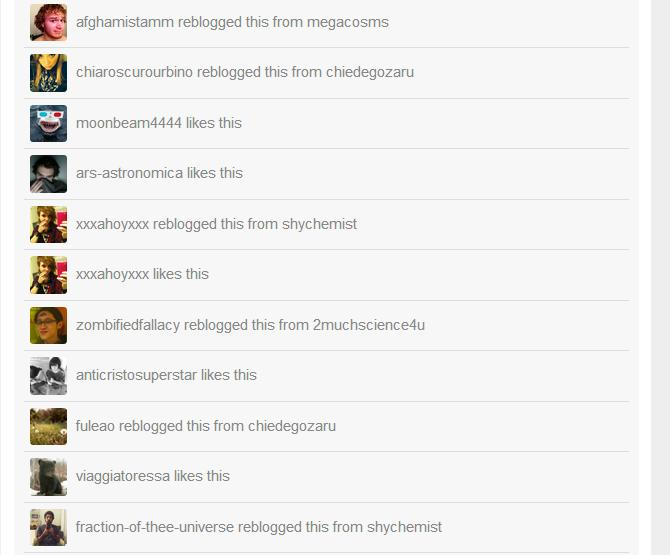 afghamistamm reblogged this from megacosms
chiaroscurourbino reblogged this from chiedegozaru
moonbeam4444 likes this
ars-astronomica likes this
xxxahoyxxx reblogged this from shychemist
xxxahoyxxx likes this
zombifiedfallacy reblogged this from 2muchscience4u
anticristosuperstar likes this
fuleao reblogged this from chiedegozaru
viaggiatoressa likes this
fraction-of-thee-universe reblogged this from shychemist